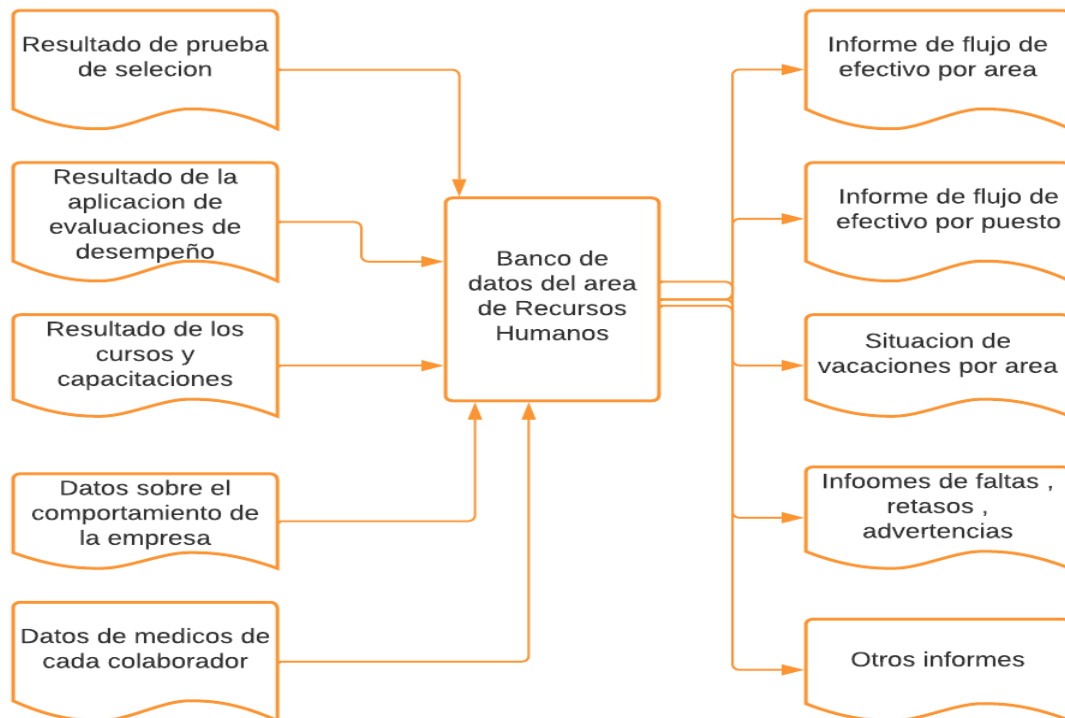 Resultado de prueba
de selecion
Resultado de la
aplicacion de
evaluaciones de
desempeño
Resultado de los
cursos y
capacitaciones
Datos sobre el
comportamiento de
la empresa
Datos de medicos de
cada colaborador
Banco de
datos del area
de Recursos
Humanos
Informe de flujo de
efectivo por area
Informe de flujo de
efectivo por puesto
Situacion de
vacaciones por area
Infoomes de faltas ,
retasos ,
advertencias
Otros informes